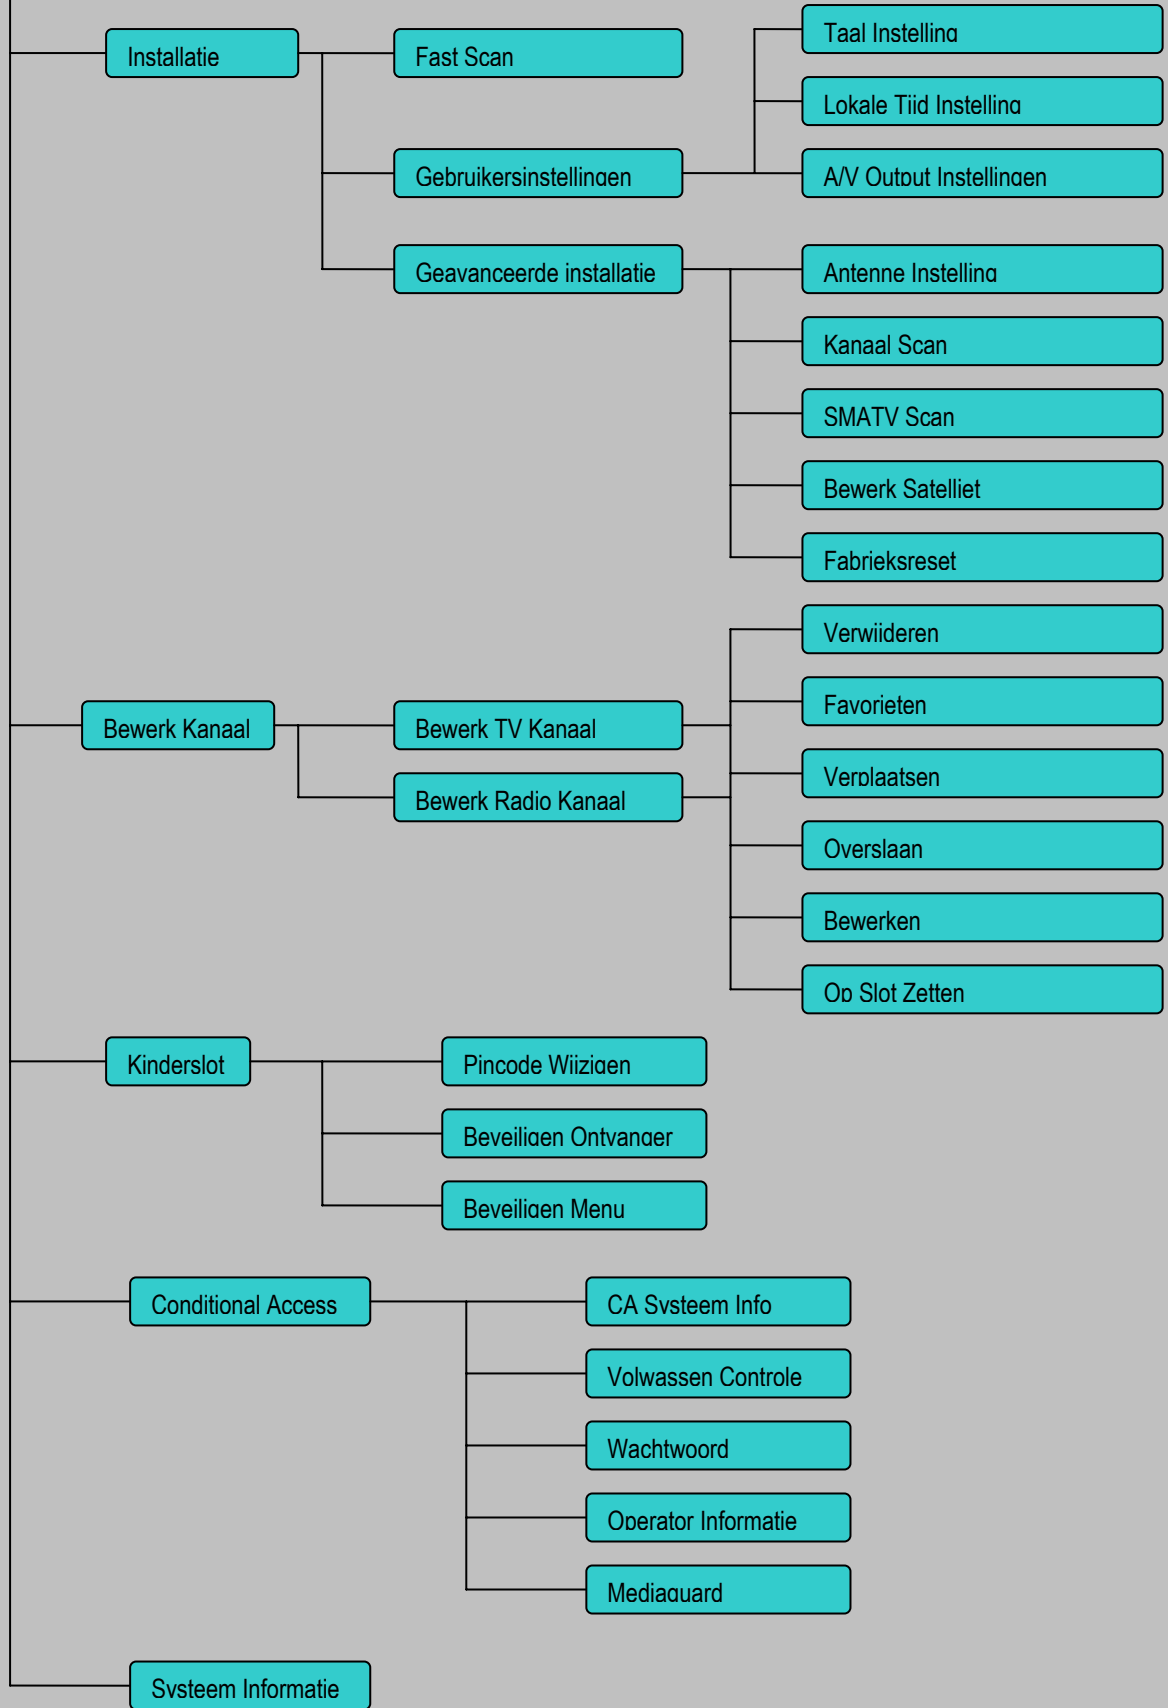 Installatie
Fast Scan
Taal Instelling
Lokale Tijd Instelling
Gebruikersinstellingen
A/V Output Instellingen
Geavanceerde installatie
Antenne Instelling
Kanaal Scan
SMATV Scan
Bewerk Satelliet
Fabrieksreset
Verwijderen
Favorieten
Bewerk Kanaal
Bewerk TV Kanaal
Verplaatsen
Bewerk Radio Kanaal
Overslaan
Bewerken
Op Slot Zetten
Kinderslot
Pincode Wijzigen
Beveiligen Ontvanger
Beveiligen Menu
Conditional Access
CA Systeem Info
Volwassen Controle
Wachtwoord
Operator Informatie
Mediaguard
Systeem Informatie